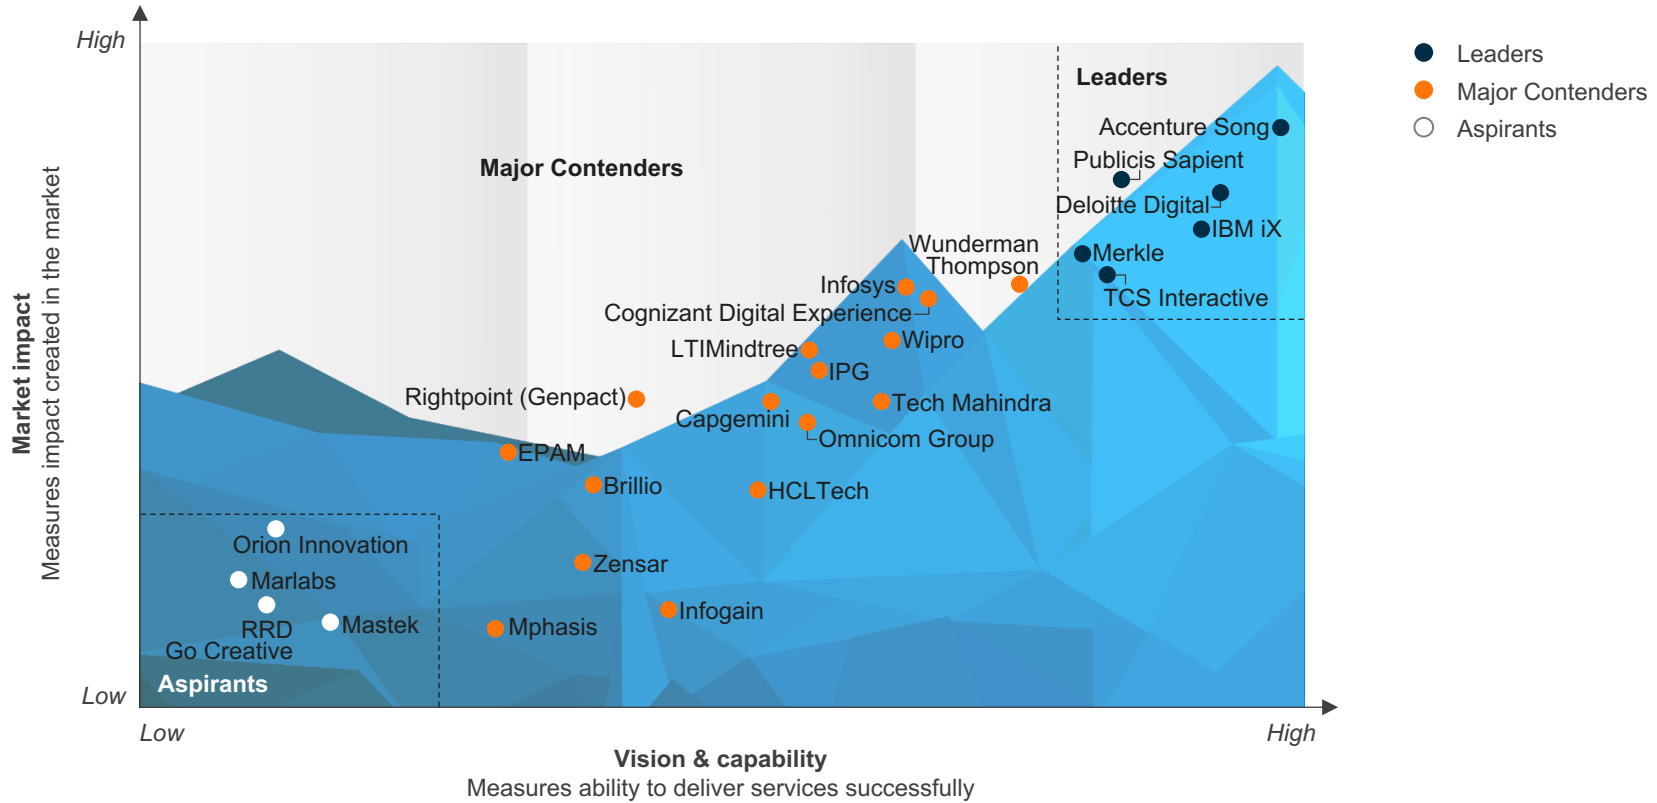 High
Leaders
Major Contenders
Aspirants
Leaders
Accenture Song
Publicis Sapient
Deloitte Digital
IBM iX
Merkle
TCS Interactive
Major Contenders
Wunderman
Thompson
Infosys
Cognizant Digital Experience
Wipro
LTIMindtree
IPG
Rightpoint (Genpact)
Capgemini
Tech Mahindra
Omnicom Group
EPAM
Brillio
HCLTech
Orion Innovation
Zensar
Marlabs
Infogain
RRD
Go Creative
Mastek
Mphasis
Aspirants
Market impact
Measures impact created in the market
Low
Low
High
Vision & capability
Measures ability to deliver services successfully